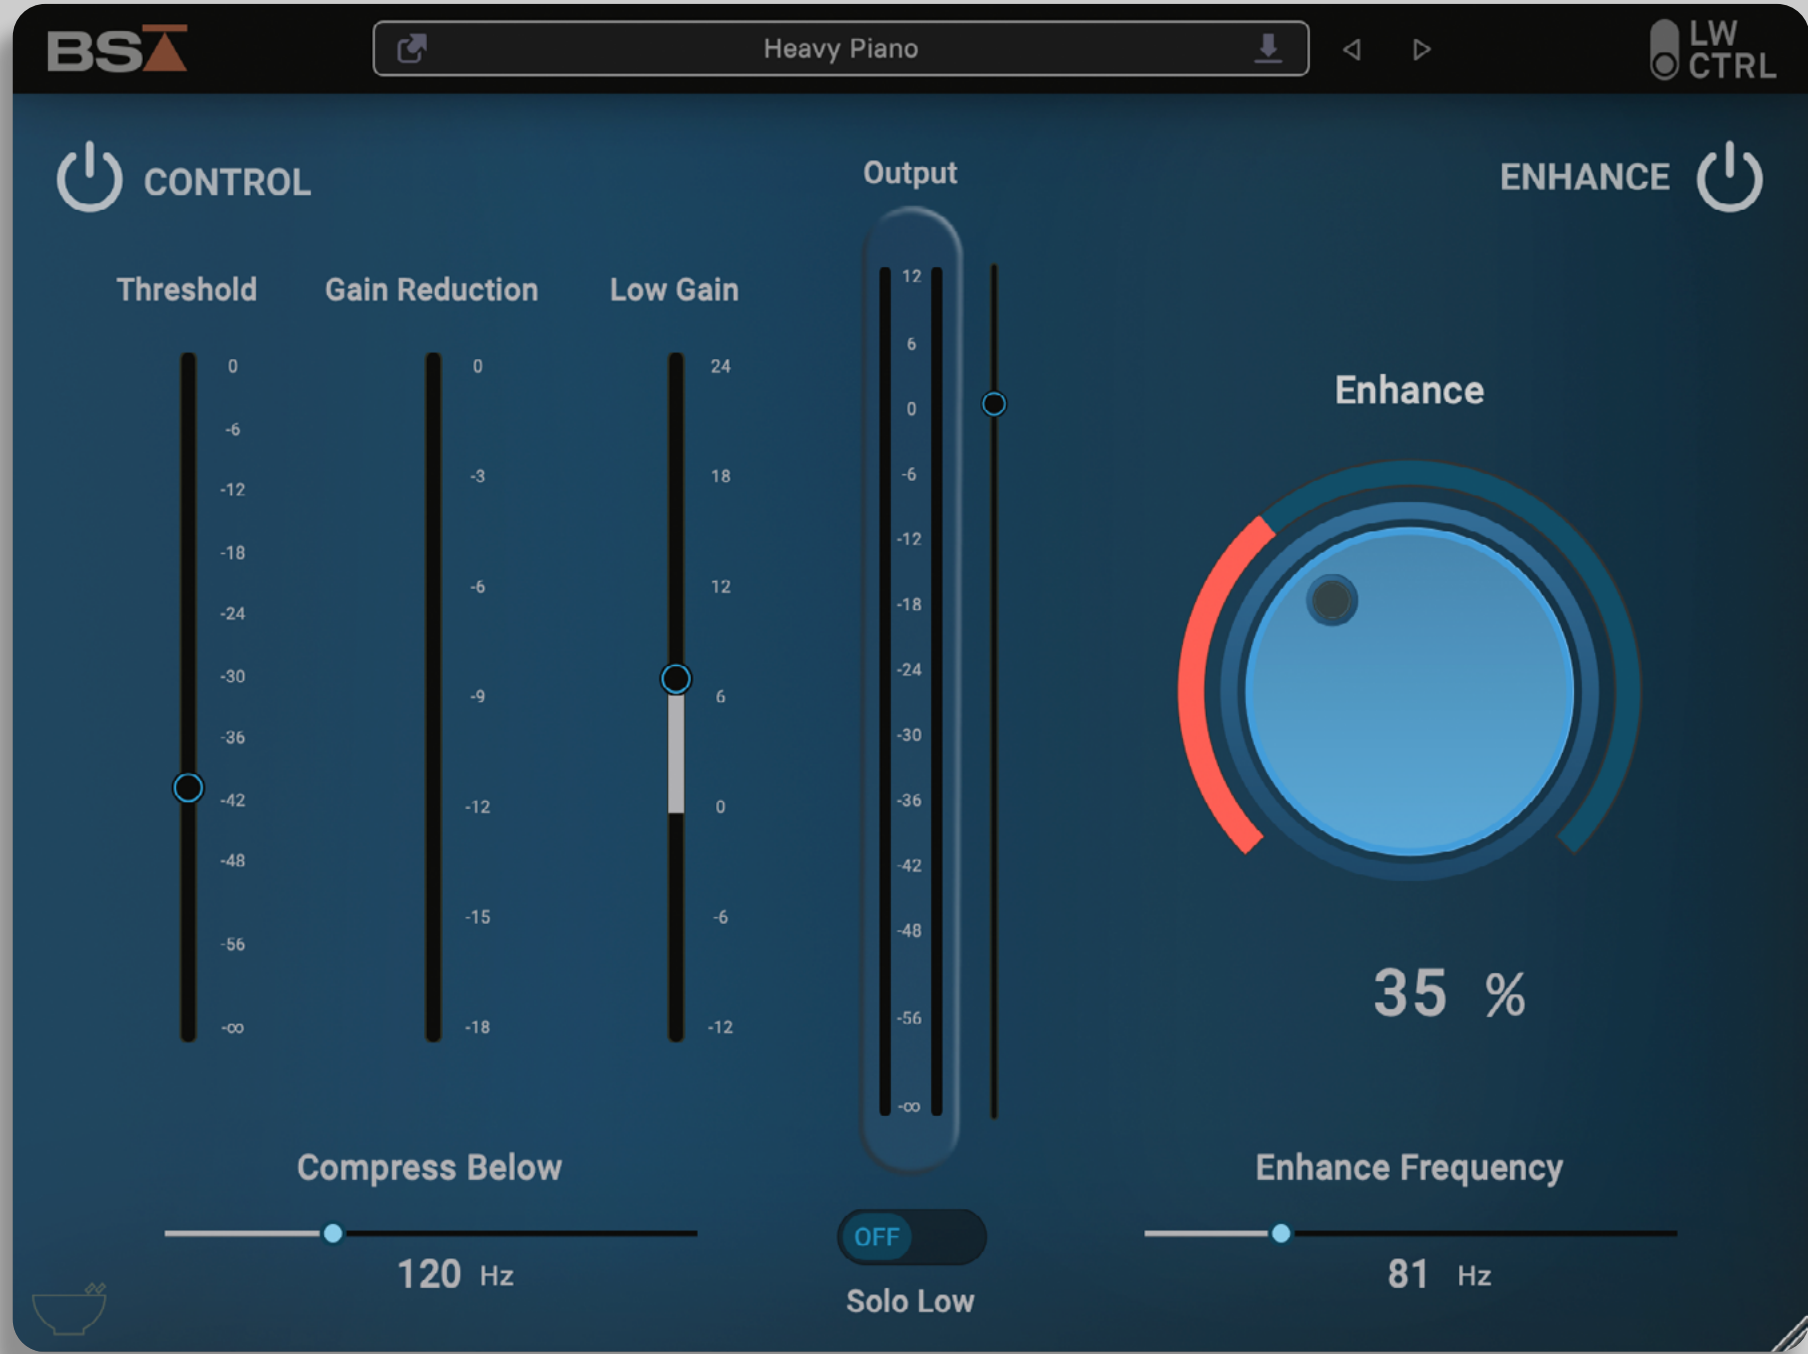 BSA
Heavy Piano
LW
CTRL
CONTROL
Output
ENHANCE
Threshold
Gain Reduction
Low Gain
0
-6
-12
-18
-24
-30
-36
-42
-48
-56
-∞
0
-3
-6
-9
-12
-15
-18
24
18
12
6
0
-6
-12
12
6
0
-6
-12
-18
-24
-30
-36
-42
-48
-56
-∞
Enhance
35 %
Compress Below
120 Hz
OFF
Solo Low
Enhance Frequency
81 Hz